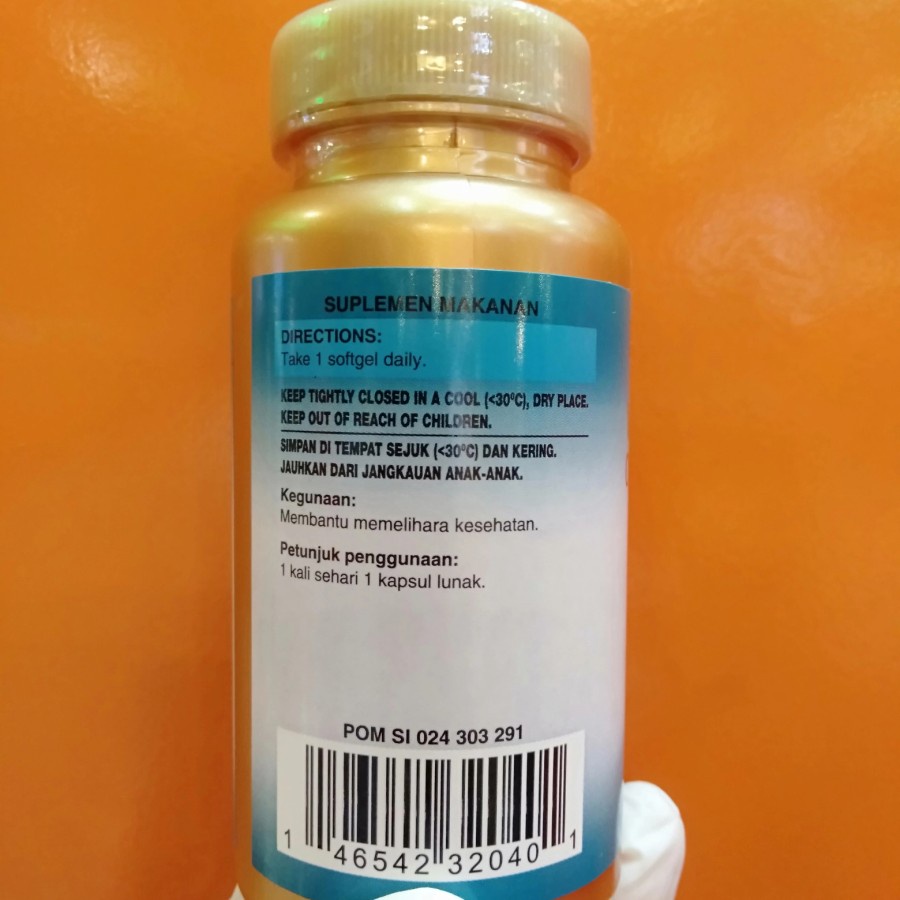 SUPLEMEN MAKANAN
DIRECTIONS:
Take 1 softgel daily.
KEEP TIGHTLY CLOSED IN A COOL (<30⁰C), DRY PLACE.
KEEP OUT OF REACH OF CHILDREN.
SIMPAN DI TEMPAT SEJUK (<30⁰C) DAN KERING.
JAUHKAN DARI JANGKAUAN ANAK-ANAK.
Kegunaan:
Membantu memelihara kesehatan.
Petunjuk penggunaan:
1 kali sehari 1 kapsul lunak.
POM SI 024 303 291
1 46542 32040 1